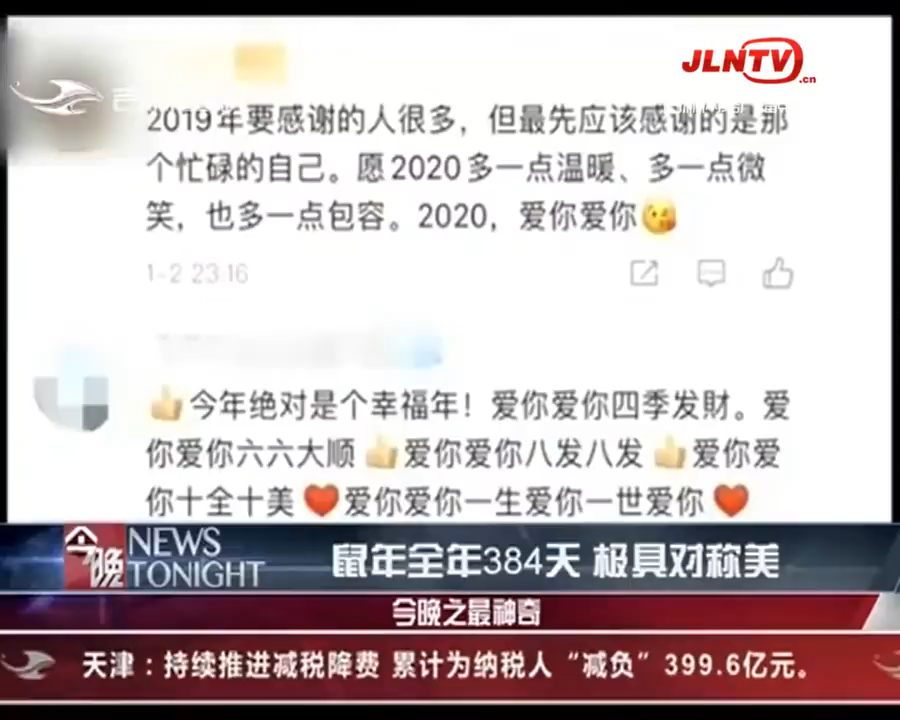 JLNTV.cn
2019年要感谢的人很多，但最先应该感谢的是那
个忙碌的自己。愿2020多一点温暖、多一点微
笑，也多一点包容。2020，爱你爱你😘
1-2 23:16
👍今年绝对是个幸福年！爱你爱你四季发财。爱
你爱你六六大顺👍爱你爱你八发八发👍爱你爱
你十全十美❤️爱你爱你一生爱你一世爱你❤️
今晚 NEWS TONIGHT
鼠年全年384天 极具对称美
今晚之最神奇
天津：持续推进减税降费 累计为纳税人“减负”399.6亿元。